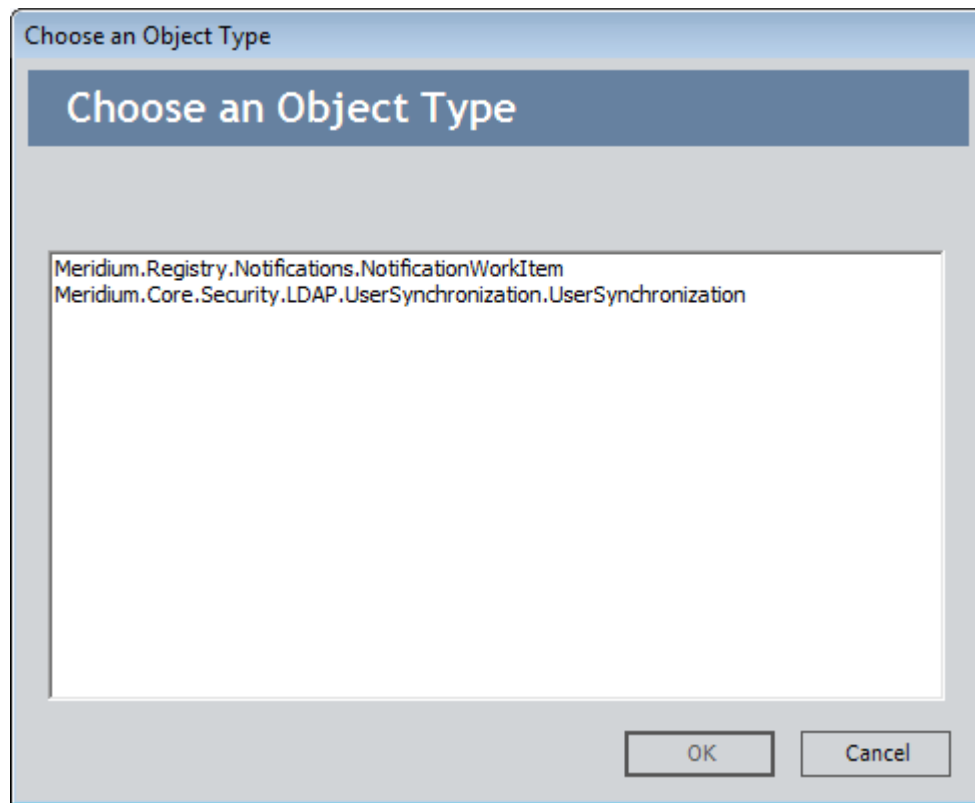 Choose an Object Type
Choose an Object Type
Meridium.Registry.Notifications.NotificationWorkItem
Meridium.Core.Security.LDAP.UserSynchronization.UserSynchronization
OK
Cancel